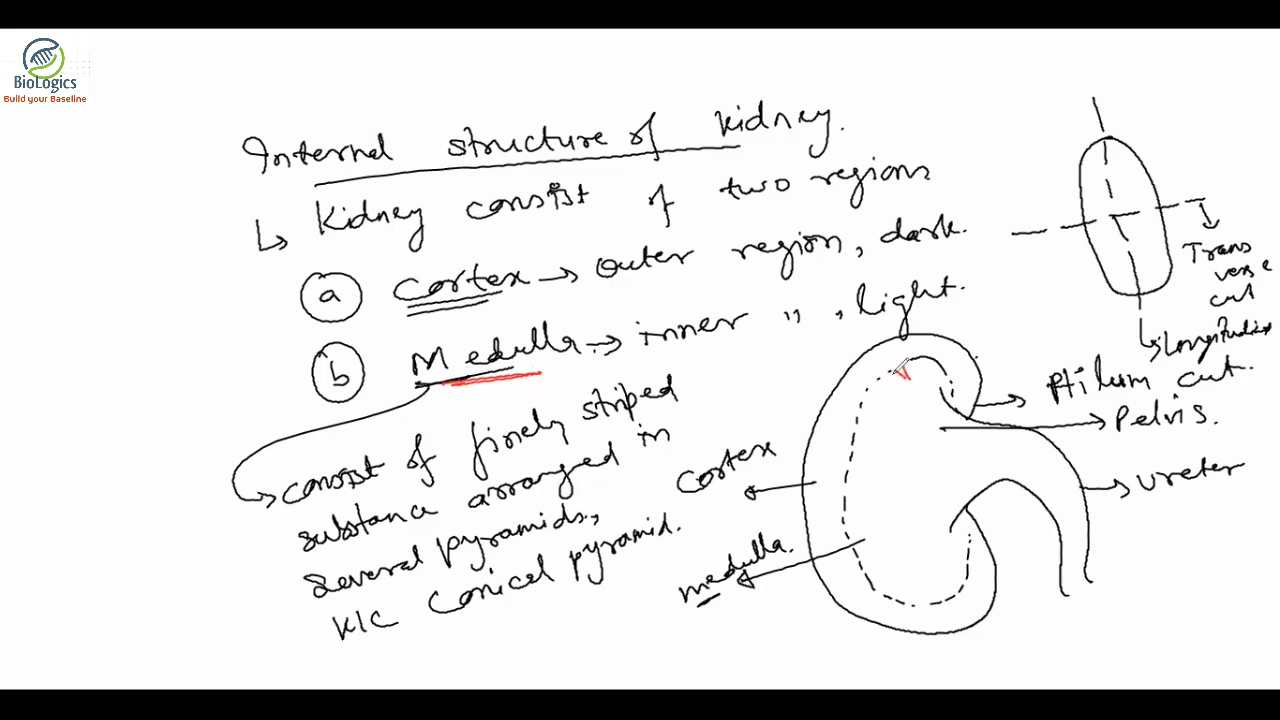 BioLogics
Build your Baseline
Internal structure of kidney.
↳ Kidney consist of two regions
(a) Cortex → outer region, dark.
(b) Medulla → inner ", light.
consist of finely striped
substance arranged in
several pyramids,
K/C conical pyramid.
Transverse cut
Longitudinal cut.
Hilum
Pelvis.
Ureter
Cortex
medulla.